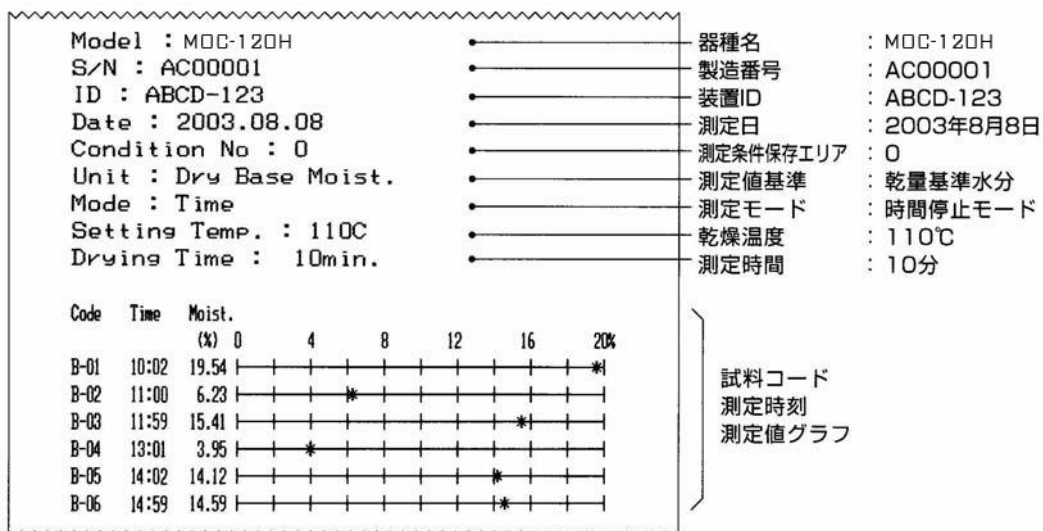 Model : MOC-120H 器種名 : MOC-120H
S/N : AC00001 製造番号 : AC00001
ID : ABCD-123 装置ID : ABCD-123
Date : 2003.08.08 測定日 : 2003年8月8日
Condition No : 0 測定条件保存エリア : 0
Unit : Dry Base Moist. 測定値基準 : 乾量基準水分
Mode : Time 測定モード : 時間停止モード
Setting Temp. : 110C 乾燥温度 : 110℃
Drying Time : 10min. 測定時間 : 10分
Code Time Moist.
(%) 0 4 8 12 16 20%
B-01 10:02 19.54
B-02 11:00 6.23
B-03 11:59 15.41
B-04 13:01 3.95
B-05 14:02 14.12
B-06 14:59 14.59
試料コード
測定時刻
測定値グラフ